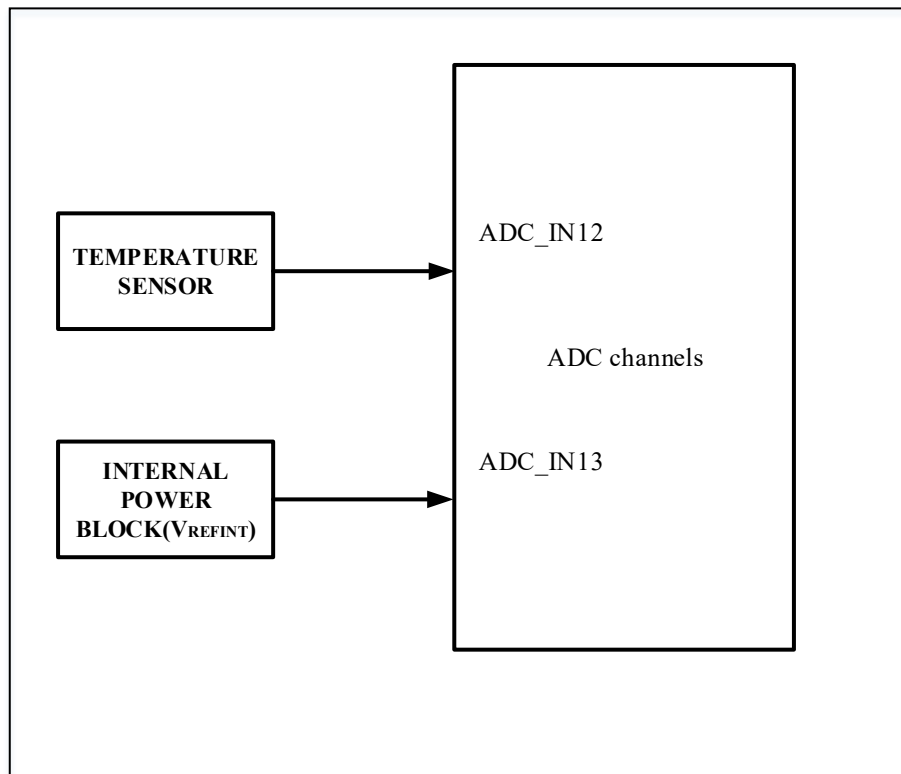 ADC_IN12
TEMPERATURE
SENSOR
ADC channels
ADC_IN13
INTERNAL
POWER
BLOCK(VREFINT)